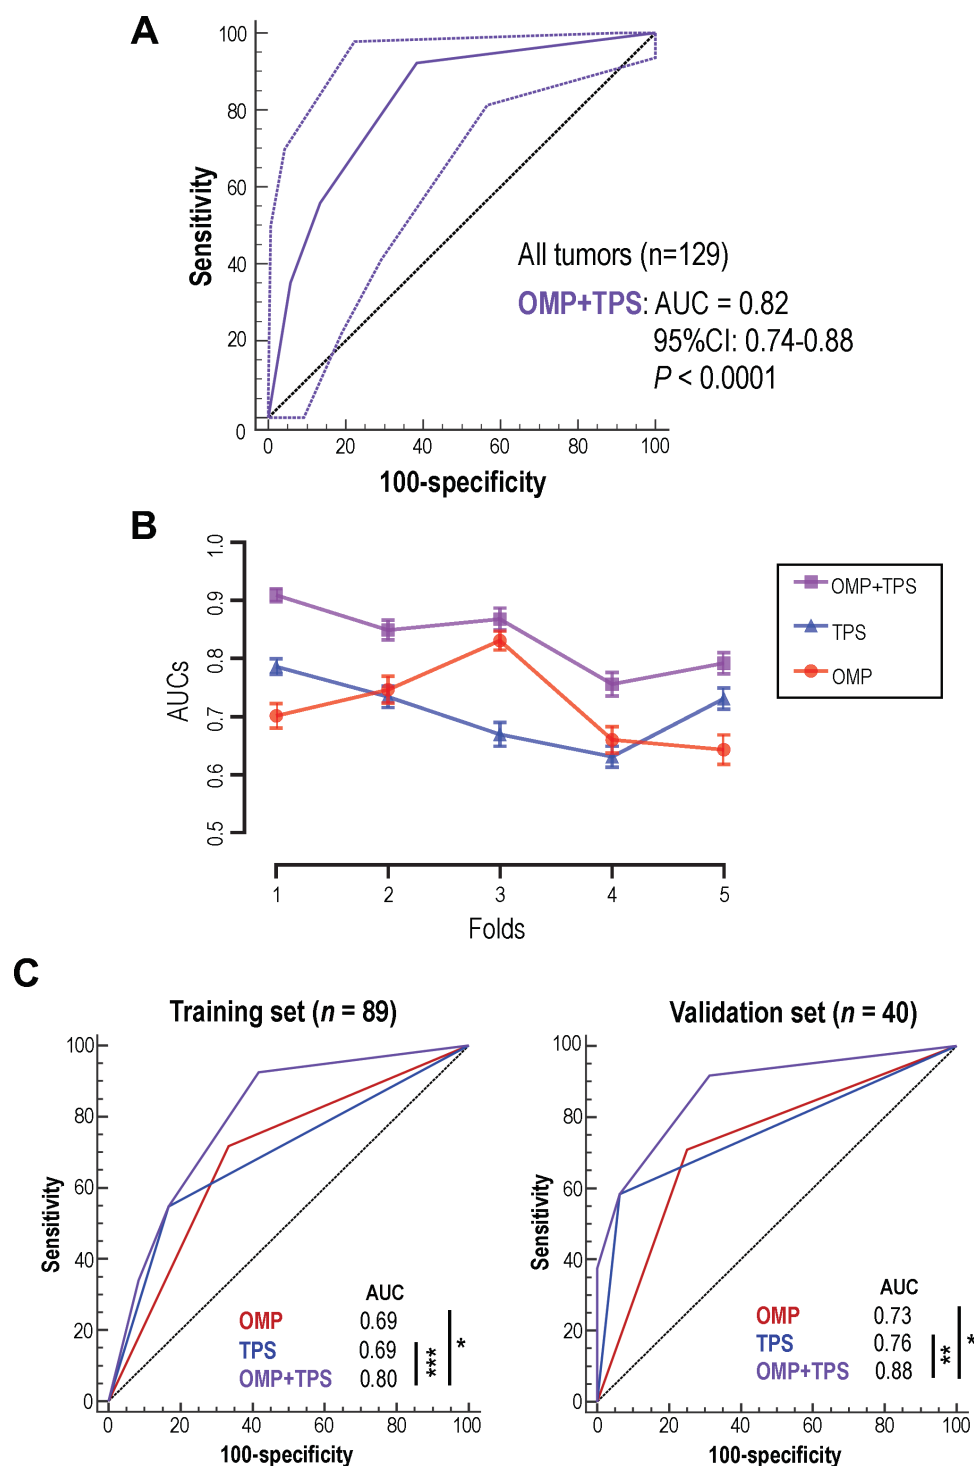 A
100
80
60
40
20
0
Sensitivity
0 20 40 60 80 100
100-specificity
All tumors (n=129)
OMP+TPS: AUC = 0.82
95%CI: 0.74-0.88
P < 0.0001
B
1.0
0.9
0.8
0.7
0.6
0.5
AUCs
1 2 3 4 5
Folds
OMP+TPS
TPS
OMP
C
Training set (n = 89)
100
80
60
40
20
0
Sensitivity
0 20 40 60 80 100
100-specificity
AUC
OMP 0.69
TPS 0.69
OMP+TPS 0.80
***
*
Validation set (n = 40)
100
80
60
40
20
0
Sensitivity
0 20 40 60 80 100
100-specificity
AUC
OMP 0.73
TPS 0.76
OMP+TPS 0.88
**
*